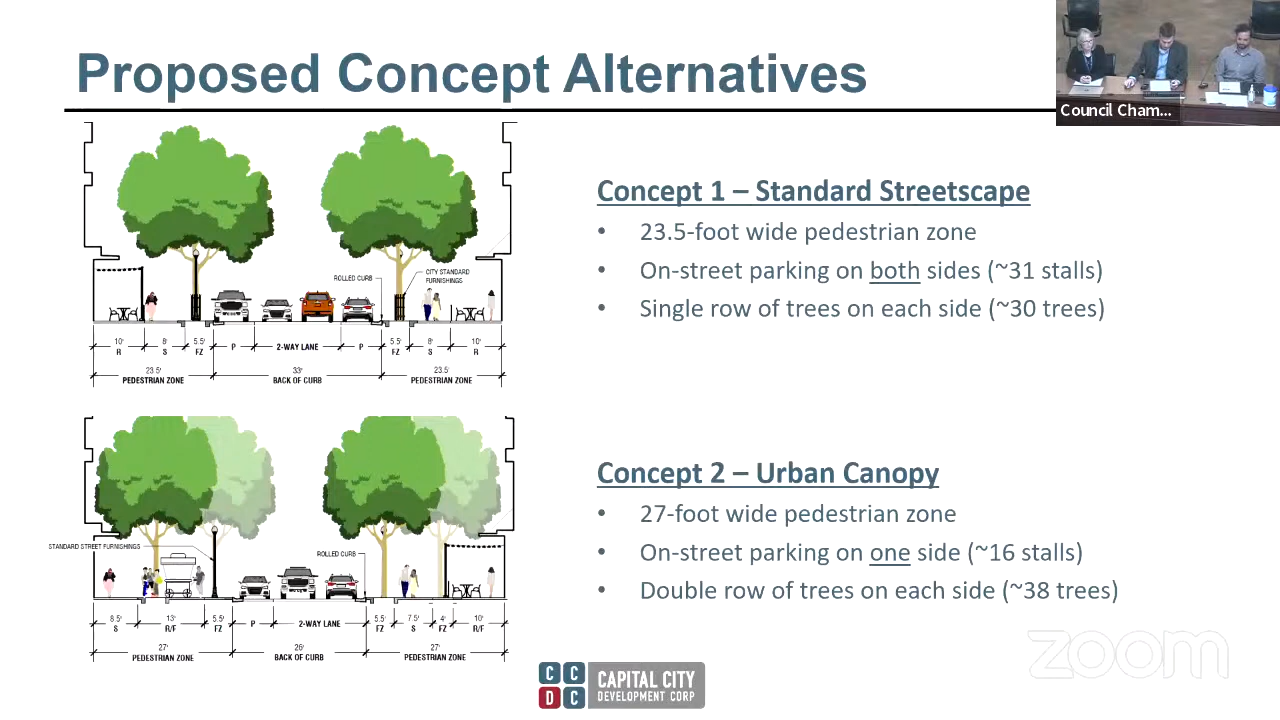 Proposed Concept Alternatives
Council Cham...
ROLLED CURB
CITY STANDARD
FURNISHINGS
10' 8' 5.5' 5.5' 8' 10'
R S FZ P 2-WAY LANE P FZ S R
23.5' 33' 23.5'
PEDESTRIAN ZONE BACK OF CURB PEDESTRIAN ZONE
Concept 1 – Standard Streetscape
• 23.5-foot wide pedestrian zone
• On-street parking on both sides (~31 stalls)
• Single row of trees on each side (~30 trees)
STANDARD STREET FURNISHINGS
ROLLED CURB
8.5' 13' 5.5' 5.5' 7.5' 4' 10'
S R/F FZ P 2-WAY LANE FZ S FZ R/F
27' 26' 27'
PEDESTRIAN ZONE BACK OF CURB PEDESTRIAN ZONE
Concept 2 – Urban Canopy
• 27-foot wide pedestrian zone
• On-street parking on one side (~16 stalls)
• Double row of trees on each side (~38 trees)
zoom
CC
DC
CAPITAL CITY
DEVELOPMENT CORP